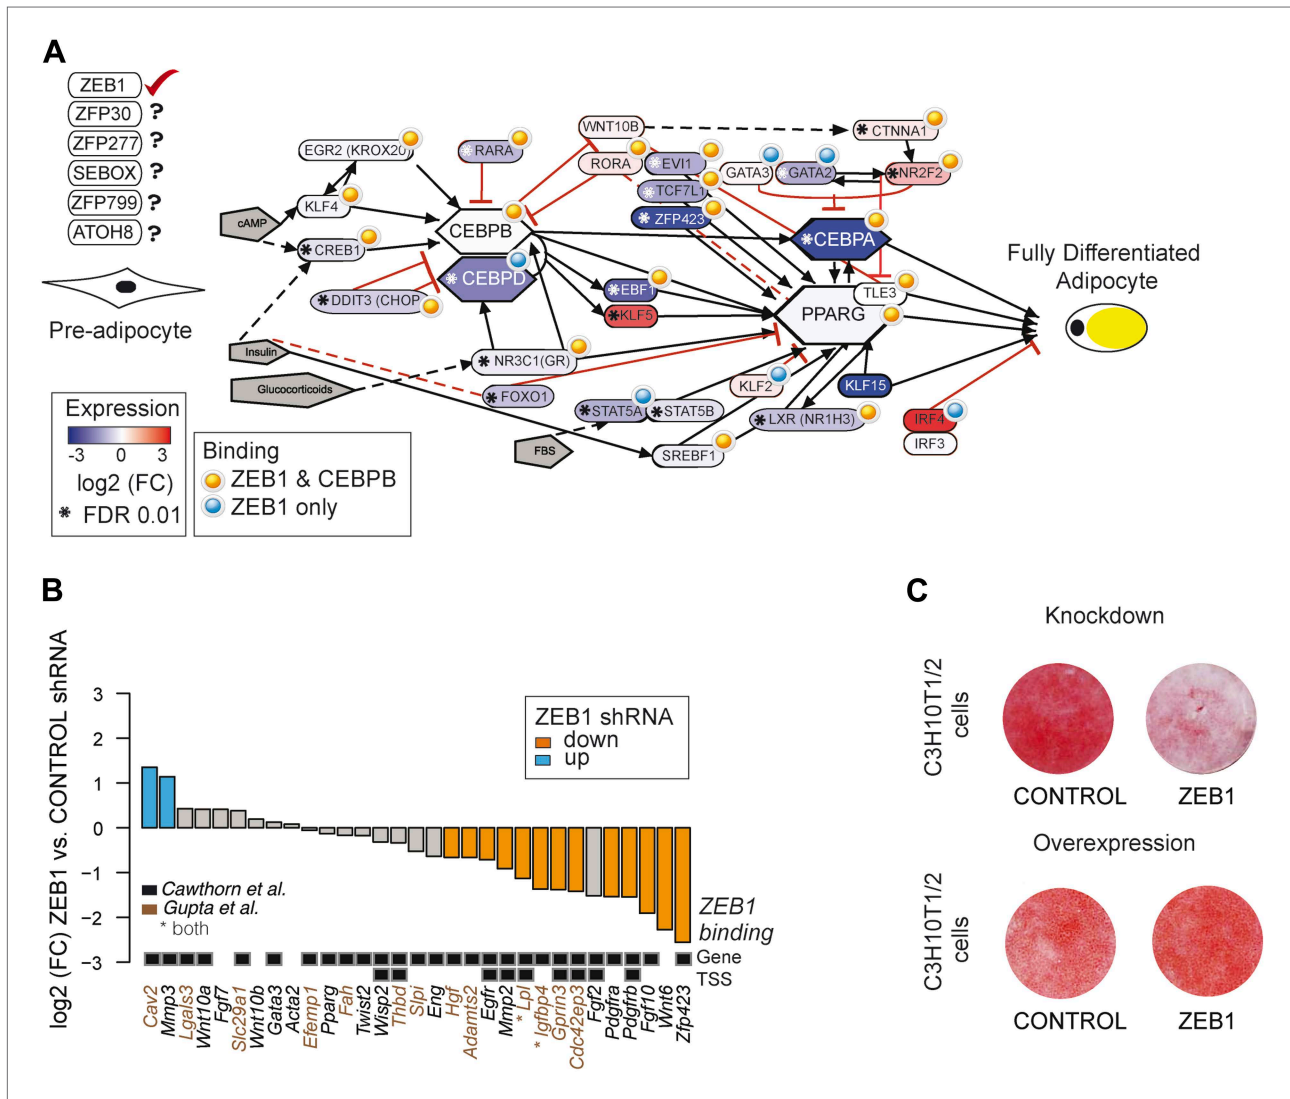 A
ZEB1
ZFP30 ?
ZFP277 ?
SEBOX ?
ZFP799 ?
ATOH8 ?
Pre-adipocyte
EGR2 (KROX20)
KLF4
cAMP
* CREB1
* DDIT3 (CHOP
Insulin
Glucocorticoids
* RARA
CEBPB
* CEBPD
* NR3C1(GR)
* FOXO1
FBS
WNT10B
RORA
* EVI1
* TCF7L1
* ZFP423
* EBF1
* KLF5
* STAT5A
* STAT5B
SREBF1
GATA3
* GATA2
* CTNNA1
* NR2F2
* CEBPA
TLE3
PPARG
KLF2
KLF15
* LXR (NR1H3)
IRF4
IRF3
Fully Differentiated
Adipocyte
Expression
-3 0 3
log2 (FC)
* FDR 0.01
Binding
ZEB1 & CEBPB
ZEB1 only
B
log2 (FC) ZEB1 vs. CONTROL shRNA
3
2
1
0
−1
−2
−3
ZEB1 shRNA
down
up
Cawthorn et al.
Gupta et al.
* both
ZEB1
binding
Gene
TSS
Cav2
Mmp3
Lgals3
Wnt10a
Fgf7
Slc29a1
Wnt10b
Gata3
Acta2
Efemp1
Pparg
Fah
Twist2
Wisp2
Thbd
Slpi
Eng
Hgf
Adamts2
Egfr
Mmp2
* Lpl
* Igfbp4
Gprin3
Cdc42ep3
Fgf2
Pdgfra
Pdgfrb
Fgf10
Wnt6
Zfp423
C
Knockdown
C3H10T1/2
cells
CONTROL ZEB1
Overexpression
C3H10T1/2
cells
CONTROL ZEB1